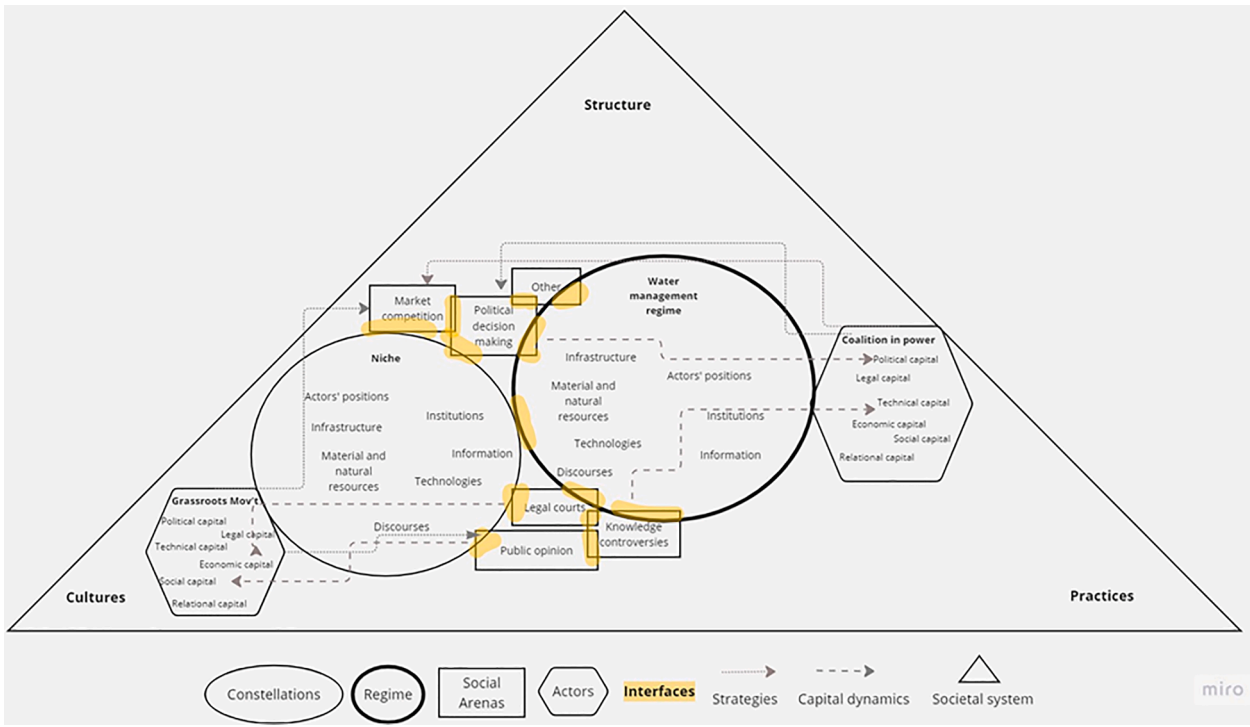 Structure
Water
management
regime
Other
Market
competition
Political
decision
making
Niche
Coalition in power
Political capital
Legal capital
Technical capital
Economic capital
Social capital
Relational capital
Infrastructure
Actors' positions
Material and
natural
resources
Institutions
Technologies
Information
Discourses
Actors' positions
Institutions
Infrastructure
Information
Material and
natural
resources
Technologies
Discourses
Grassroots Mov't
Political capital
Legal capital
Technical capital
Economic capital
Social capital
Relational capital
Legal courts
Knowledge
controversies
Public opinion
Cultures
Practices
Constellations
Regime
Social
Arenas
Actors
Interfaces
Strategies
Capital dynamics
Societal system
miro